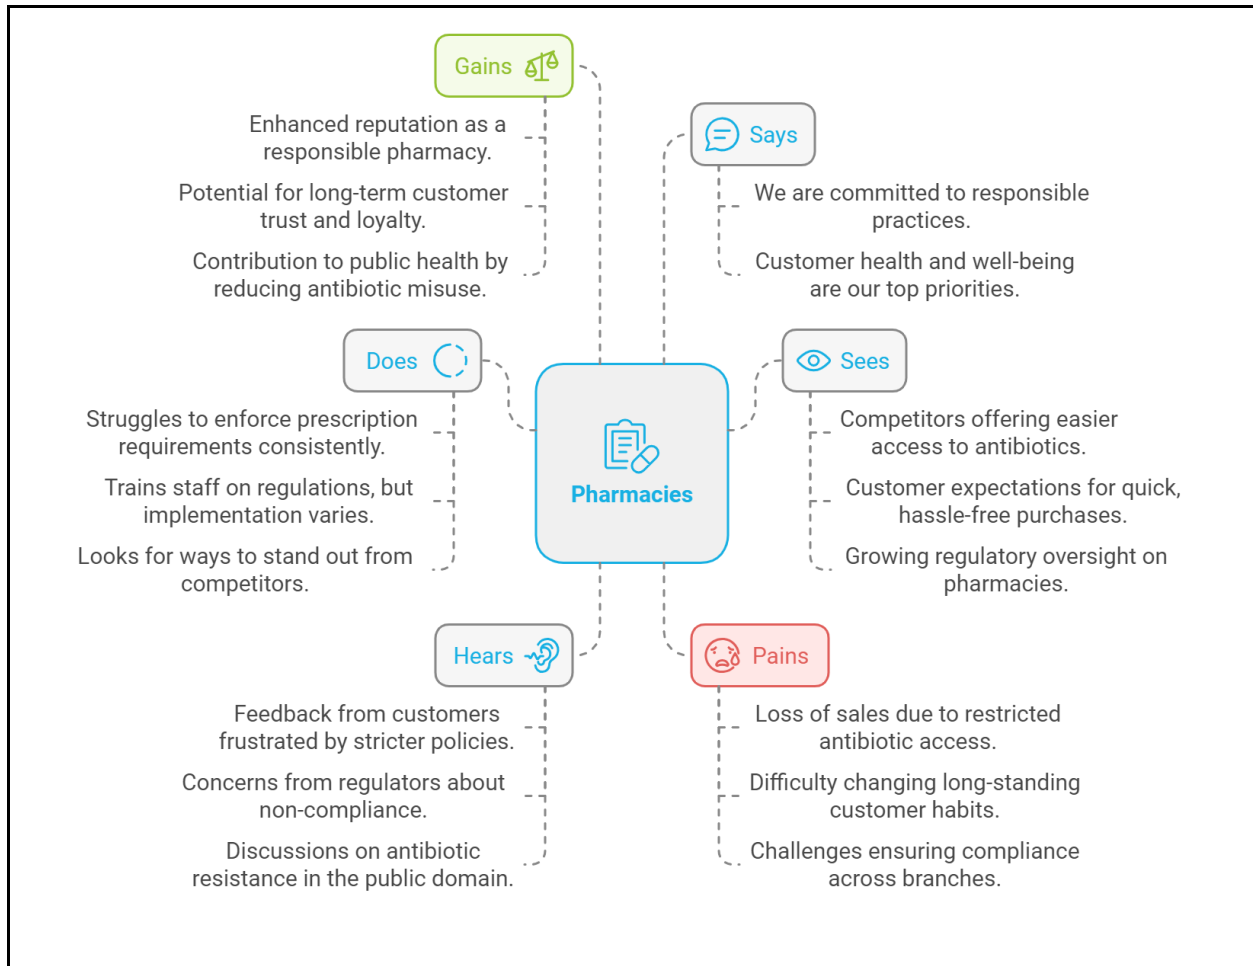 Gains
Enhanced reputation as a
responsible pharmacy.
Potential for long-term customer
trust and loyalty.
Contribution to public health by
reducing antibiotic misuse.
Says
We are committed to responsible
practices.
Customer health and well-being
are our top priorities.
Does
Struggles to enforce prescription
requirements consistently.
Trains staff on regulations, but
implementation varies.
Looks for ways to stand out from
competitors.
Pharmacies
Sees
Competitors offering easier
access to antibiotics.
Customer expectations for quick,
hassle-free purchases.
Growing regulatory oversight on
pharmacies.
Hears
Feedback from customers
frustrated by stricter policies.
Concerns from regulators about
non-compliance.
Discussions on antibiotic
resistance in the public domain.
Pains
Loss of sales due to restricted
antibiotic access.
Difficulty changing long-standing
customer habits.
Challenges ensuring compliance
across branches.